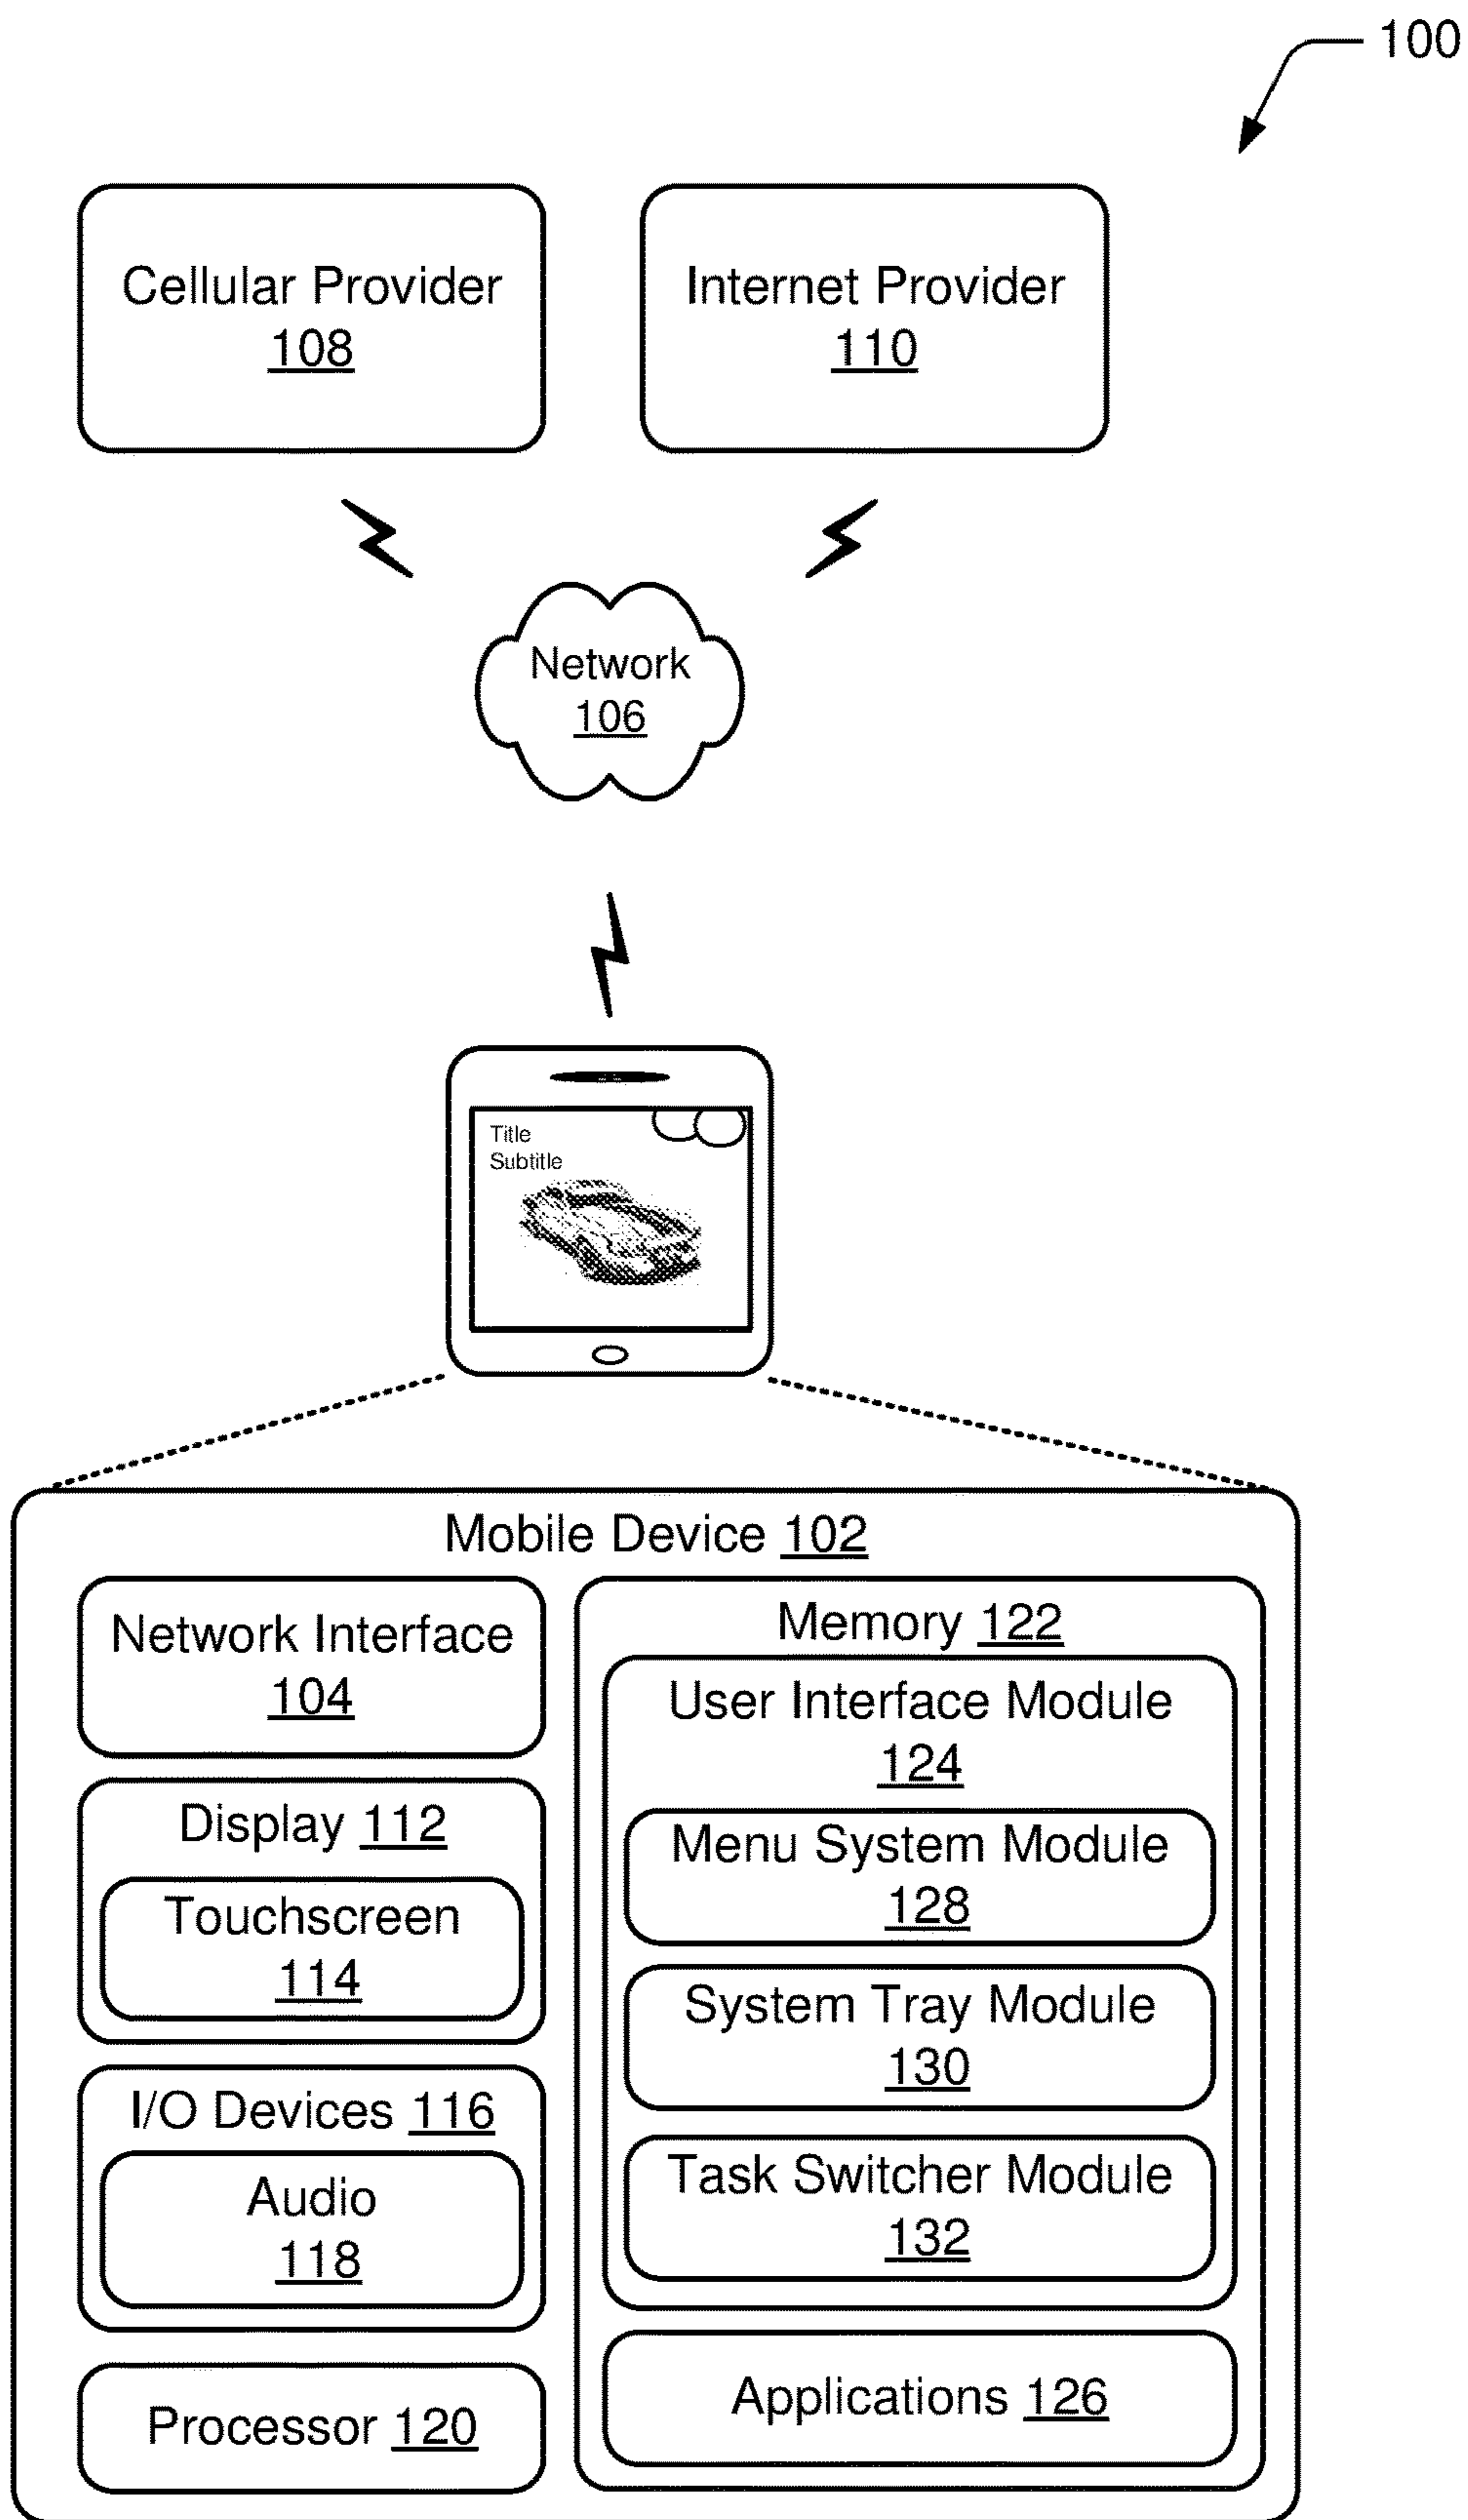 100
Cellular Provider
108
Internet Provider
110
Network
106
Title
Subtitle
Mobile Device 102
Network Interface
104
Display 112
Touchscreen
114
I/O Devices 116
Audio
118
Processor 120
Memory 122
User Interface Module
124
Menu System Module
128
System Tray Module
130
Task Switcher Module
132
Applications 126